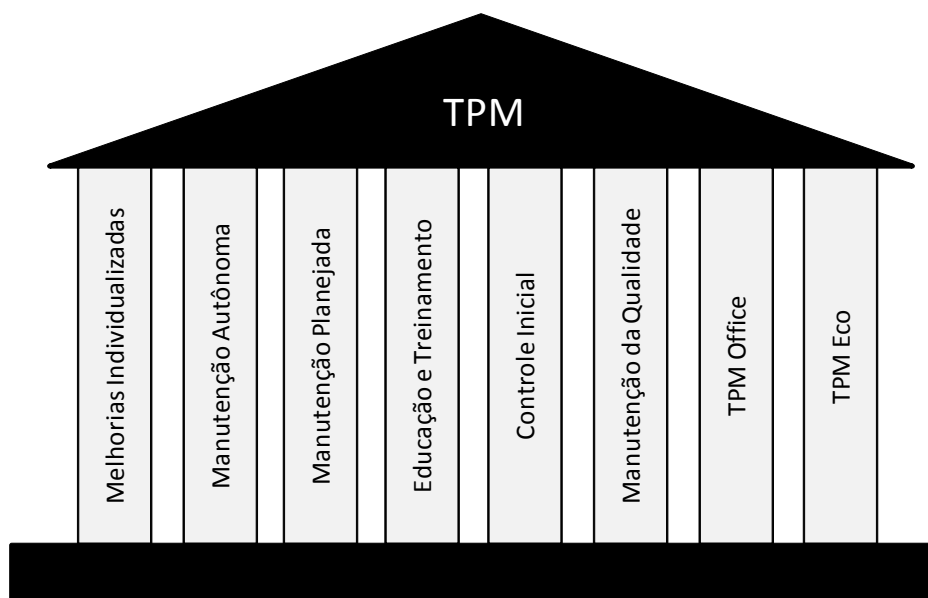 TPM
Melhorias Individualizadas
Manutenção Autônoma
Manutenção Planejada
Educação e Treinamento
Controle Inicial
Manutenção da Qualidade
TPM Office
TPM Eco